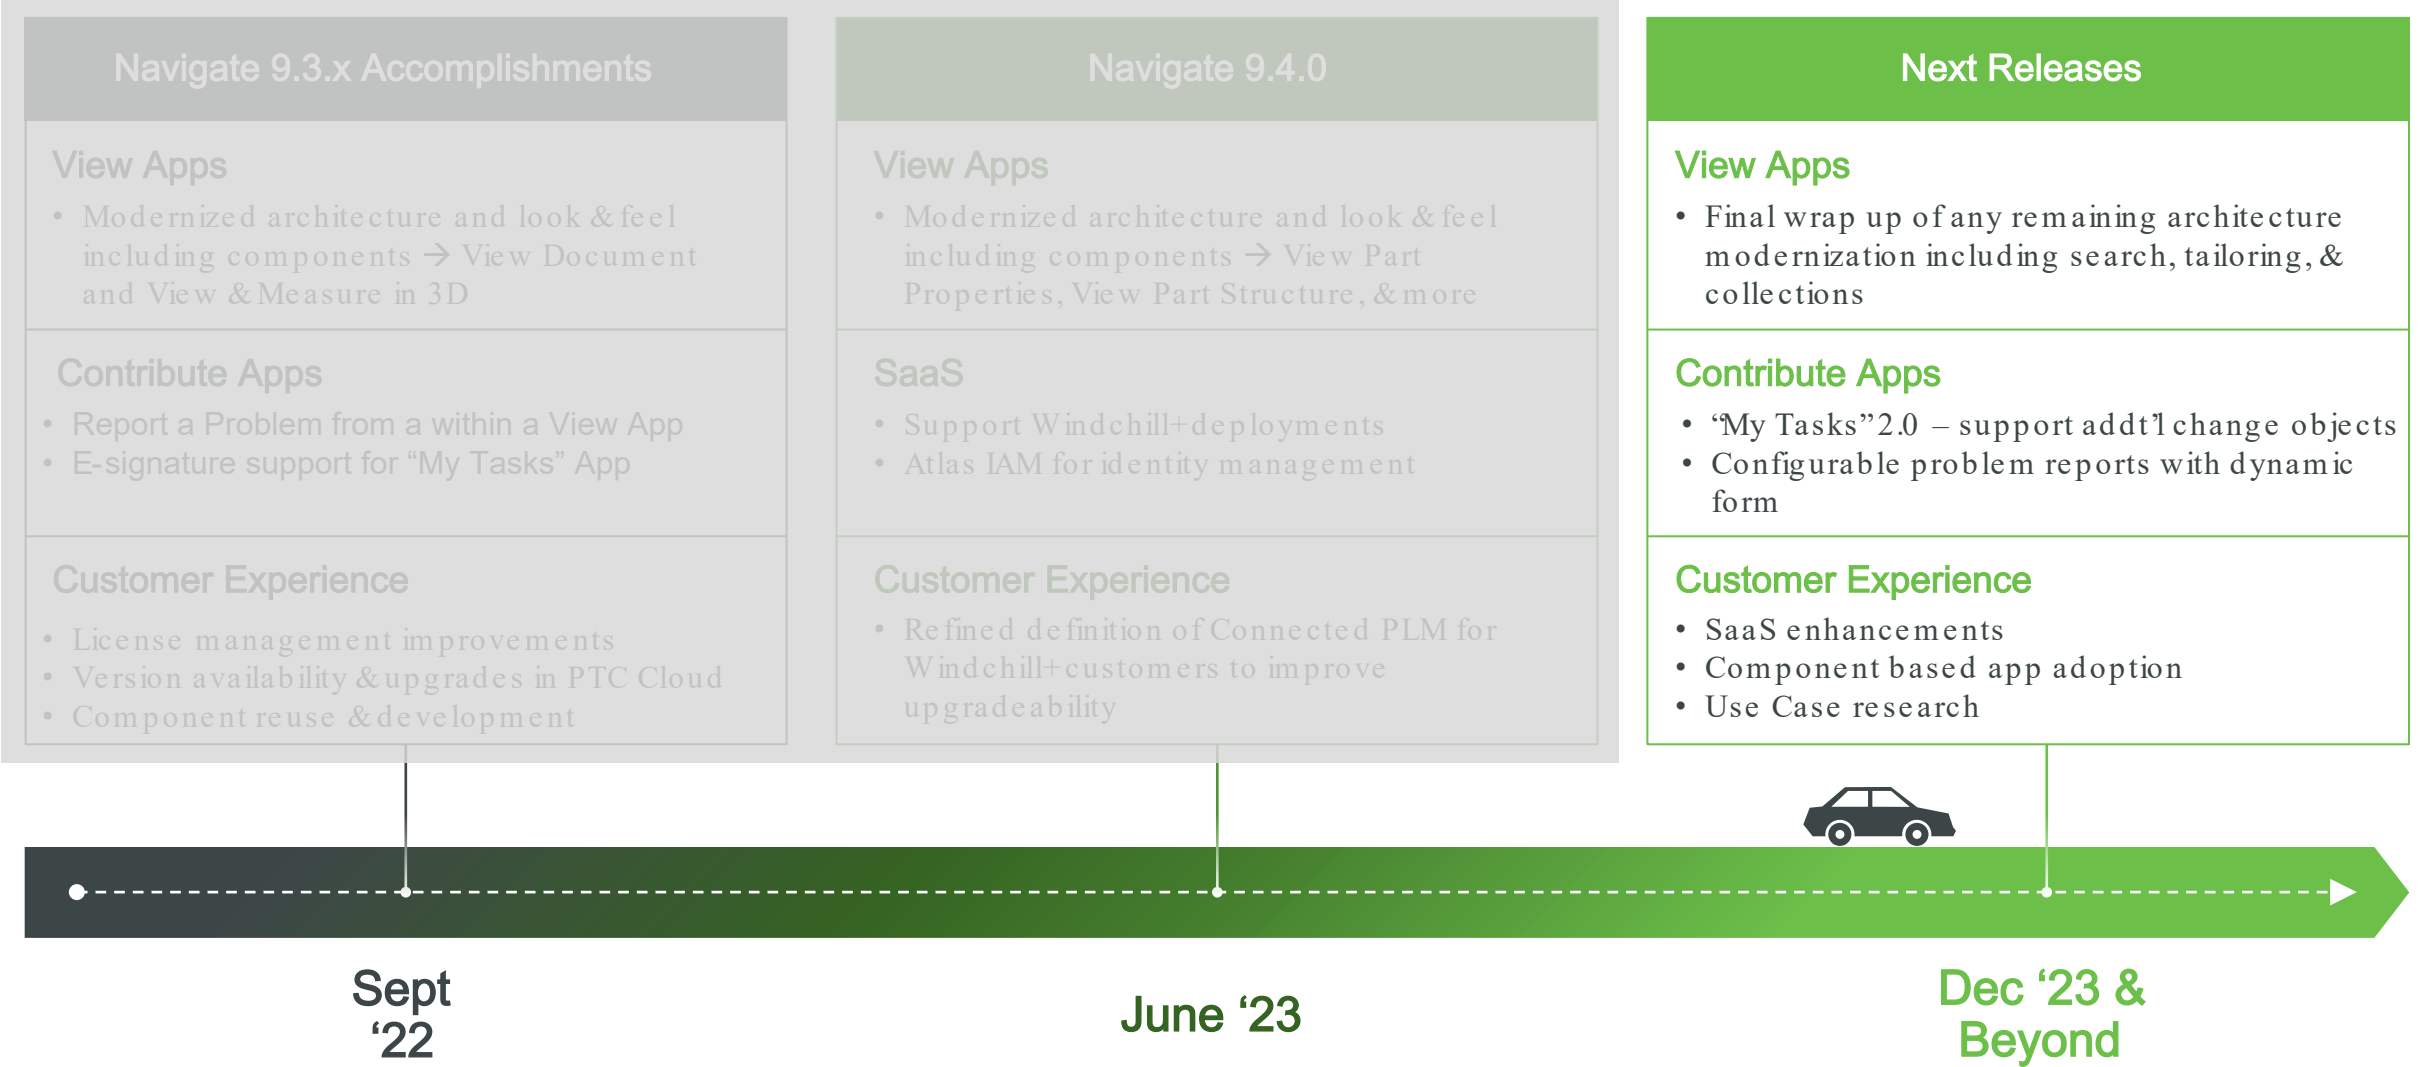 Navigate 9.3.x Accomplishments
View Apps
• Modernized architecture and look & feel
including components → View Document
and View & Measure in 3D
Contribute Apps
• Report a Problem from a within a View App
• E-signature support for “My Tasks” App
Customer Experience
• License management improvements
• Version availability & upgrades in PTC Cloud
• Component reuse & development
Navigate 9.4.0
View Apps
• Modernized architecture and look & feel
including components → View Part
Properties, View Part Structure, & more
SaaS
• Support Windchill+ deployments
• Atlas IAM for identity management
Customer Experience
• Refined definition of Connected PLM for
Windchill+ customers to improve
upgradeability
Next Releases
View Apps
• Final wrap up of any remaining architecture
modernization including search, tailoring, &
collections
Contribute Apps
• “My Tasks” 2.0 – support addt’l change objects
• Configurable problem reports with dynamic
form
Customer Experience
• SaaS enhancements
• Component based app adoption
• Use Case research
Sept
‘22
June ‘23
Dec ‘23 &
Beyond